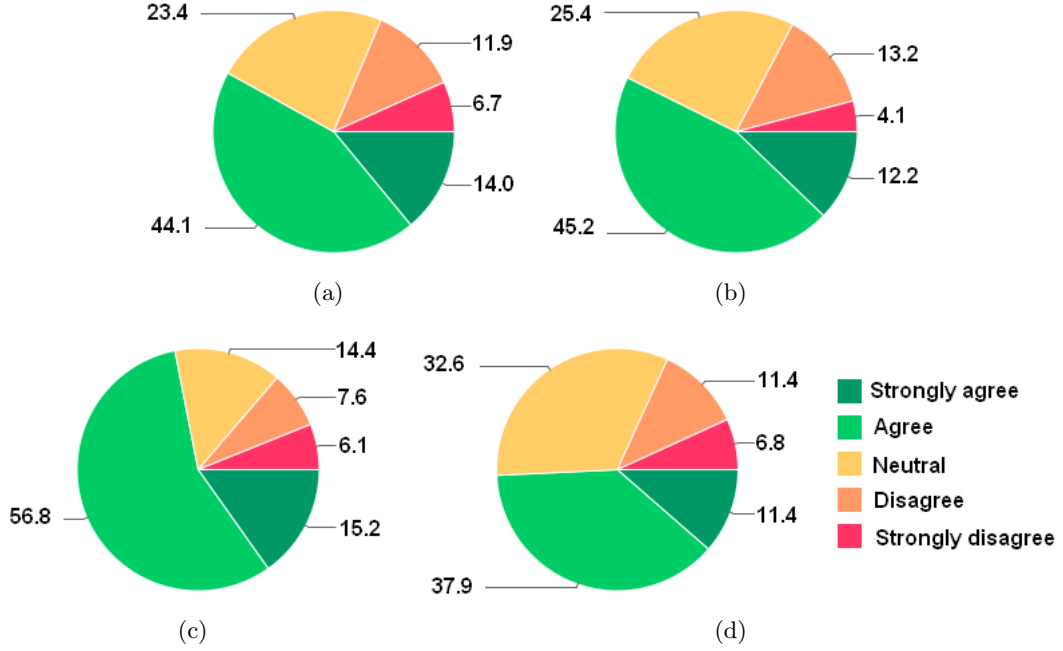 23.4
11.9
6.7
14.0
44.1
(a)
25.4
13.2
4.1
12.2
45.2
(b)
14.4
7.6
6.1
15.2
56.8
(c)
32.6
11.4
6.8
11.4
37.9
(d)
Strongly agree
Agree
Neutral
Disagree
Strongly disagree